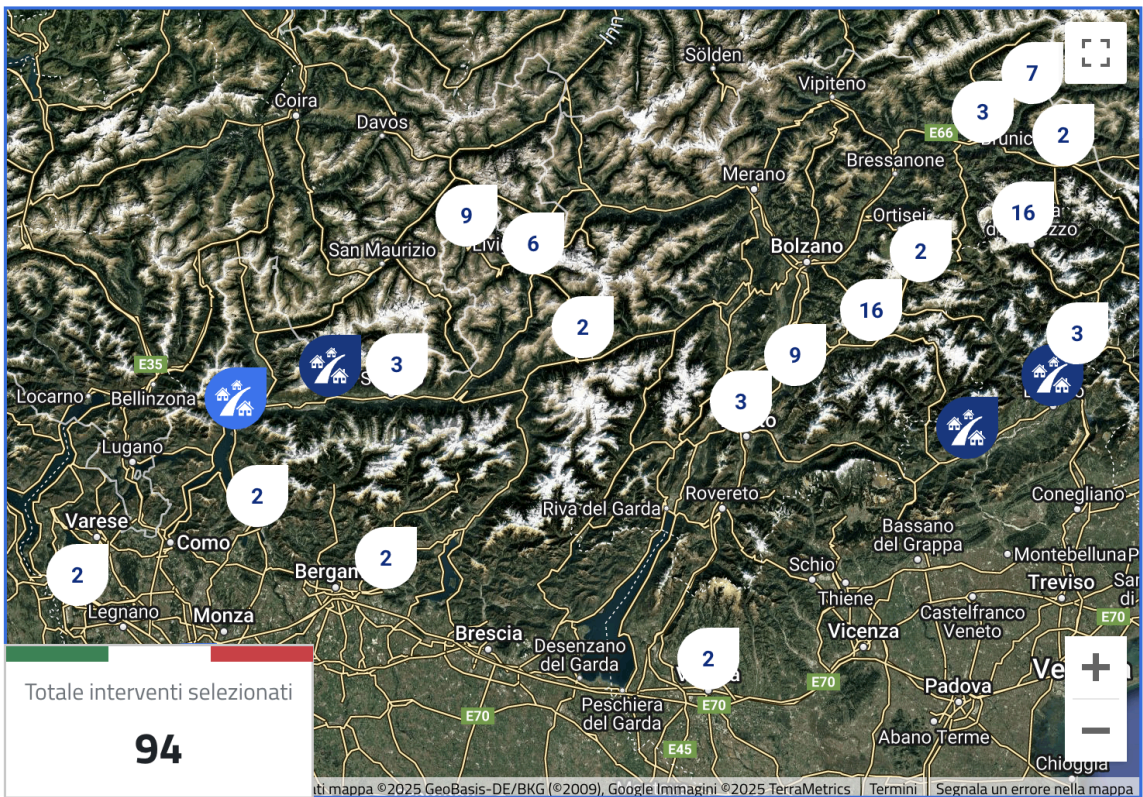 Inn
Sölden
7
Vipiteno
Coira
3
Davos
E66
2
Bressanone
Merano
9
16
Ortisei
6
2
San Maurizio
Bolzano
16
2
3
9
E35
3
Locarno
Bellinzona
3
Lugano
2
Riva del Garda
Rovereto
Conegliano
Varese
Bassano
del Grappa
Como
2
Montebelluna
2
Schio
Treviso
Legnano
Monza
Thiene
Castelfranco
Veneto
E70
Brescia
Vicenza
Desenzano
del Garda
2
E70
Padova
Peschiera
del Garda
E70
E70
Abano Terme
E45
Chioggia
Totale interventi selezionati
94
ti mappa ©2025 GeoBasis-DE/BKG (©2009), Google Immagini ©2025 TerraMetrics
Termini
Segnala un errore nella mappa